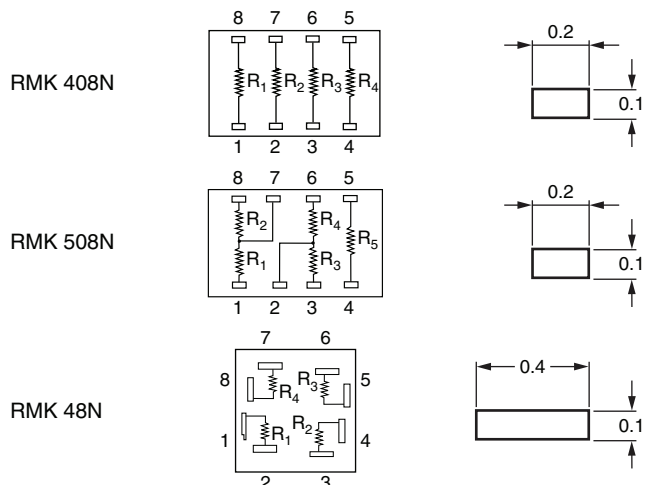 8 7 6 5
0.2
RMK 408N
R1 R2 R3 R4
0.1
1 2 3 4
8 7 6 5
0.2
R2 R4
RMK 508N
R1 R3 R5
0.1
1 2 3 4
7 6
8 R4 R3 5
0.4
RMK 48N
1 R1 R2 4
0.1
2 3